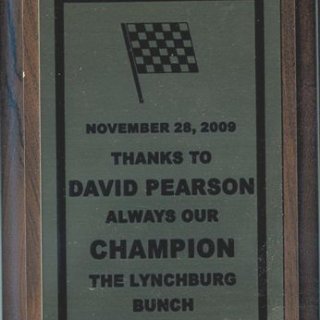 NOVEMBER 28, 2009
THANKS TO
DAVID PEARSON
ALWAYS OUR
CHAMPION
THE LYNCHBURG
BUNCH